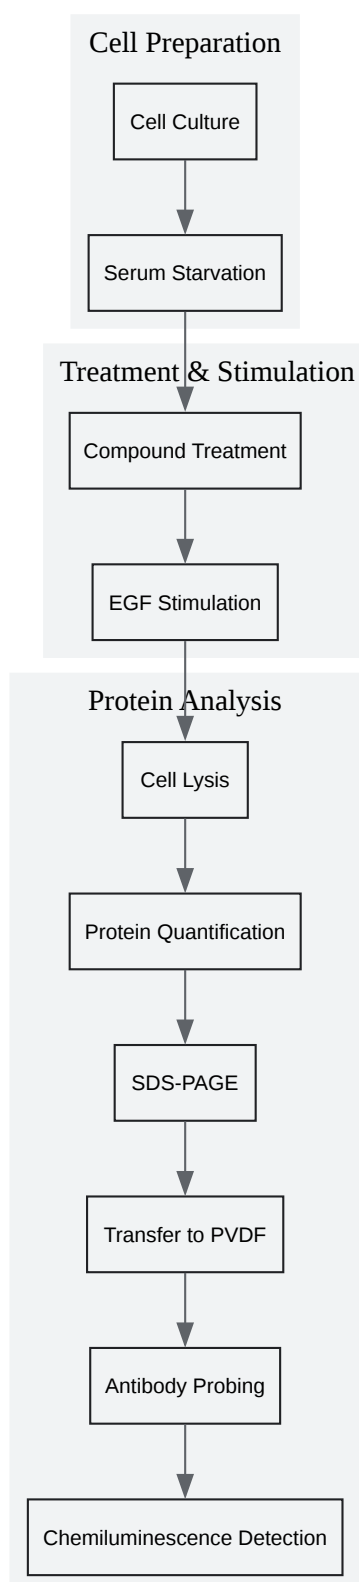 Cell Preparation
Cell Culture
Serum Starvation
Treatment & Stimulation
Compound Treatment
EGF Stimulation
Protein Analysis
Cell Lysis
Protein Quantification
SDS-PAGE
Transfer to PVDF
Antibody Probing
Chemiluminescence Detection